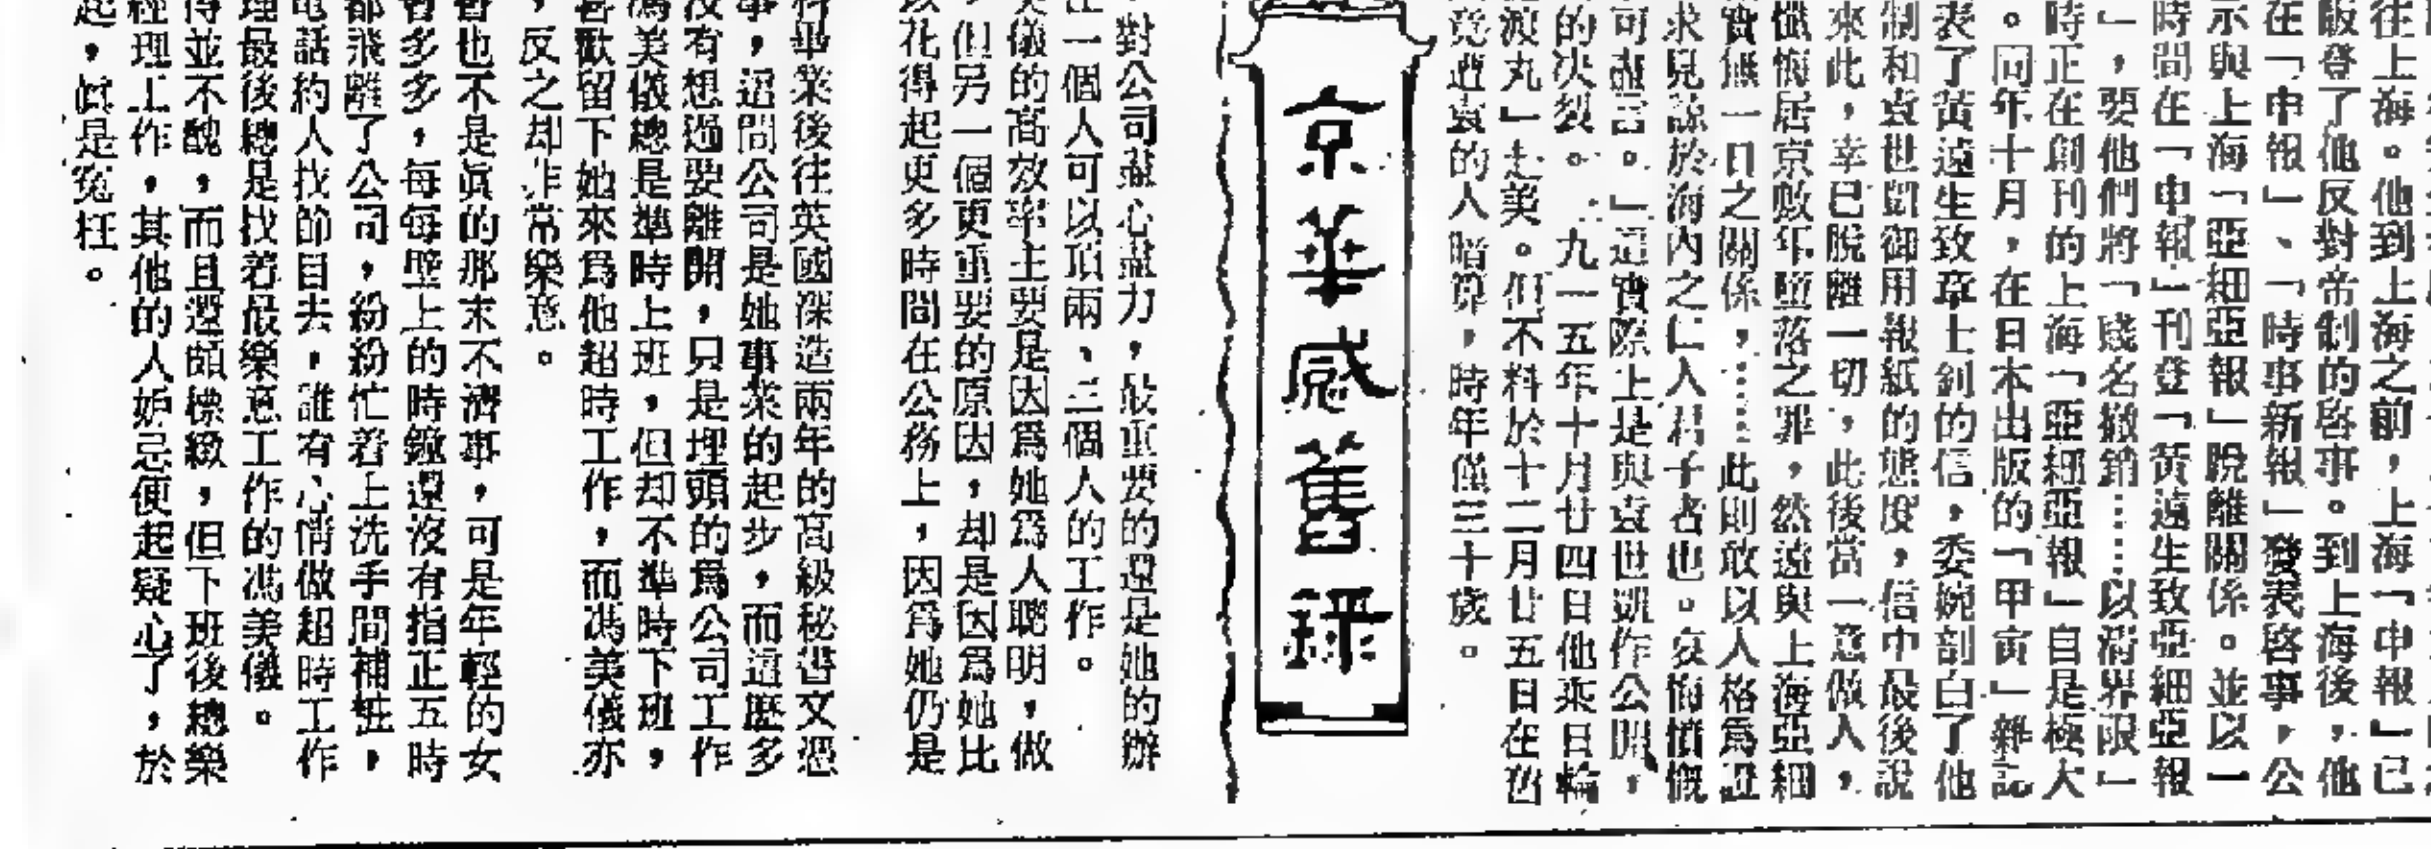 往上海。他到上海之前，上海「申報」已
版登了他反對帝制的啓事。到上海後，他
在「申報」、「時事新報」發表啓事，公
示與上海「亞細亞報」脫離關係。並以一
時間在「申報」刊登「黃遠生致亞細亞報
」，要他們將「賤名撤銷……以清界限」
時正在創刊的上海「亞細亞報」自是極大
。同年十月，在日本出版的「甲寅」雜誌
表了黃遠生致章士釗的信，委婉剖白了他
制和袁世凱御用報紙的態度，信中最後說
來此，幸已脫離一切，此後當一意做人，
懺悔居京數年墮落之罪，然遠與上海亞細
實無一日之關係，……此則敢以人格爲證
求見諒於海內之仁人君子者也。哀悔憤慨
可盡言。」這實際上是與袁世凱作公開，
的決裂。一九一五年十月廿四日他乘日輪
波丸」赴美。但不料於十二月廿五日在舊
竟遭袁的人暗算，時年僅三十歲。
京華感舊錄
對公司盡心盡力，最重要的還是她的辦
一個人可以頂兩、三個人的工作。
美儀的高效率主要是因爲她爲人聰明，做
，但另一個更重要的原因，却是因爲她比
以花得起更多時間在公務上，因爲她仍是
科畢業後往英國深造兩年的高級秘書文憑
事，這間公司是她事業的起步，而這麽多
沒有想過要離開，只是埋頭的爲公司工作
馮美儀總是準時上班，但却不準時下班，
喜歡留下她來爲他超時工作，而馮美儀亦
，反之却非常樂意。
書也不是眞的那末不濟事，可是年輕的女
會多多，每每壁上的時鐘還沒有指正五時
都飛離了公司，紛紛忙着上洗手間補粧，
電話約人找節目去，誰有心情做超時工作
理最後總是找着最樂意工作的馮美儀。
得並不醜，而且還頗標緻，但下班後總樂
經理工作，其他的人妒忌便起疑心了，於
起，眞是寃枉。